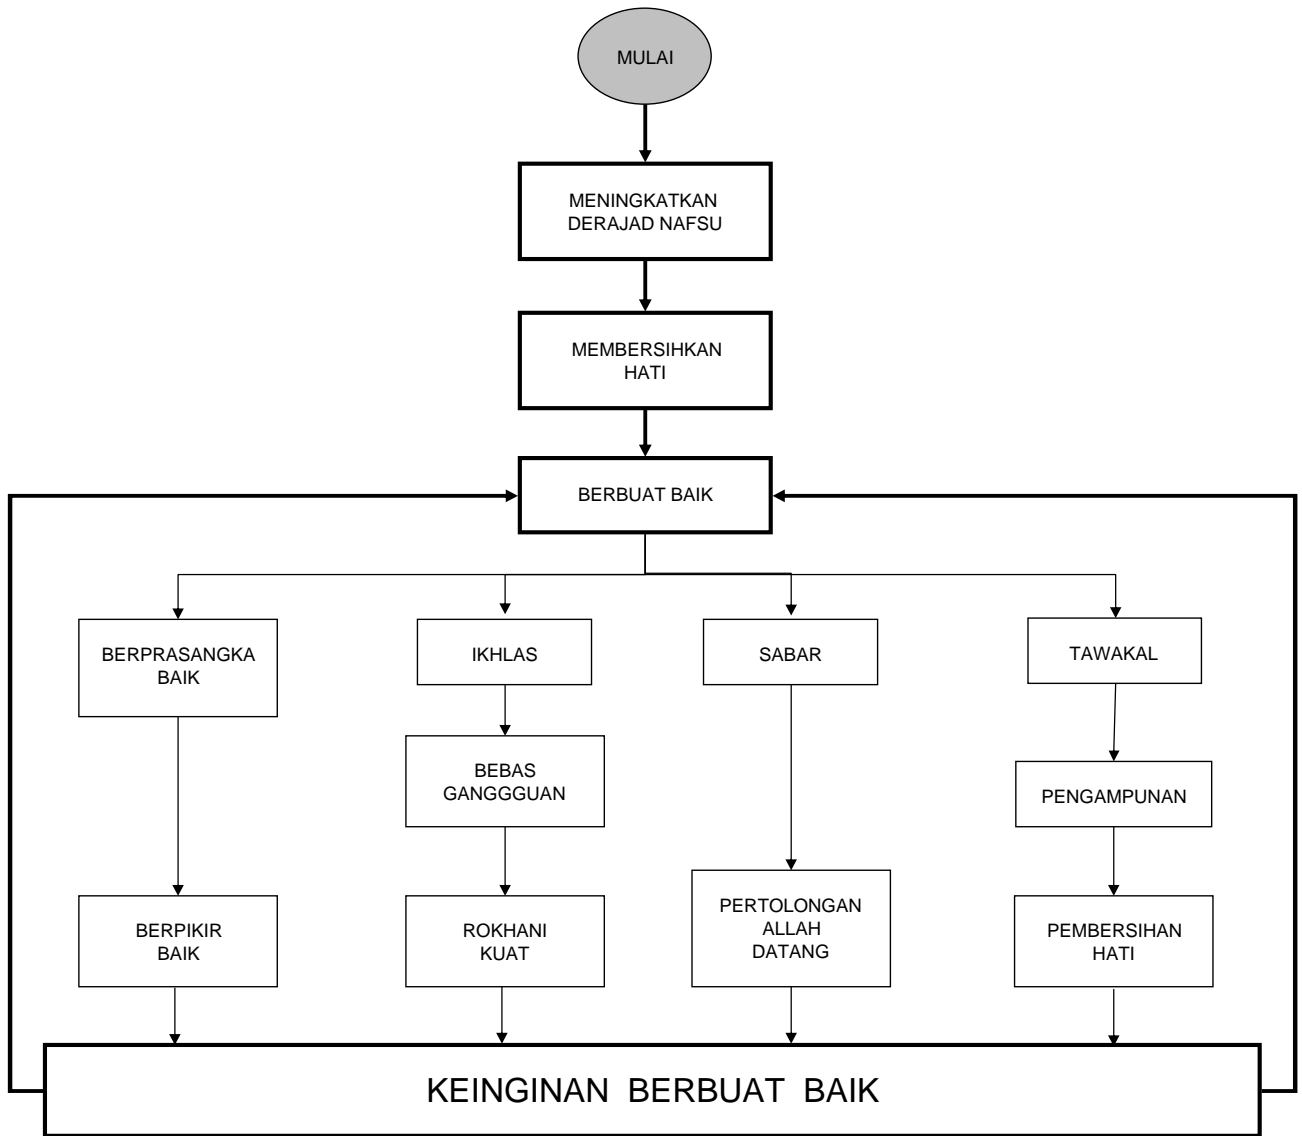 MULAI
MENINGKATKAN
DERAJAD NAFSU
MEMBERSIHKAN
HATI
BERBUAT BAIK
BERPRASANGKA
BAIK
IKHLAS
SABAR
TAWAKAL
BEBAS
GANGGGUAN
PENGAMPUNAN
BERPIKIR
BAIK
ROKHANI
KUAT
PERTOLONGAN
ALLAH
DATANG
PEMBERSIHAN
HATI
KEINGINAN BERBUAT BAIK